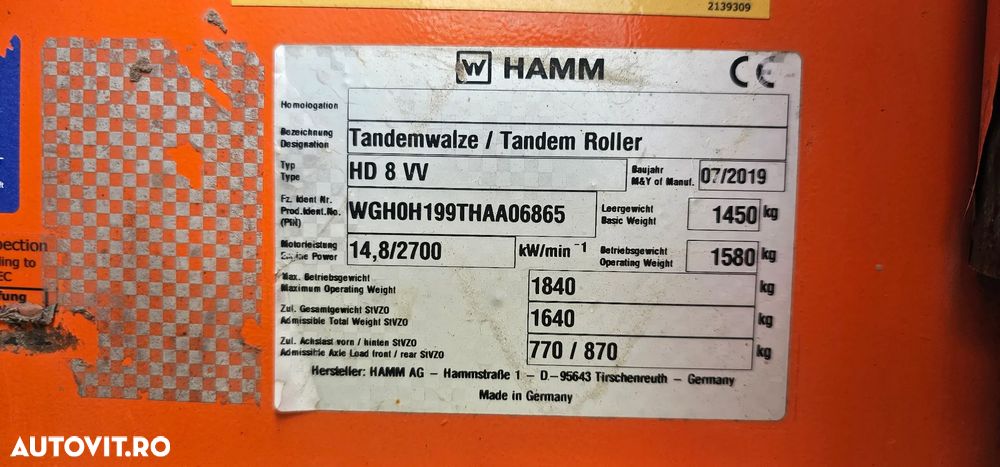 2139309
HAMM CE
Homologation
Bezeichnung
Designation
Tandemwalze / Tandem Roller
Typ
Type
HD 8 VV
Baujahr
M&Y of Manuf.
07/2019
Fz. Ident Nr.
Prod.Ident.No.
(PIN)
WGH0H199THAA06865
Leergewicht
Basic Weight
1450 kg
Motorleistung
Engine Power
14,8/2700
kW/min -1
Betriebsgewicht
Operating Weight
1580 kg
Max. Betriebsgewicht
Maximum Operating Weight
1840
kg
Zul. Gesamtgewicht StVZO
Admissible Total Weight StVZO
1640
kg
Zul. Achslast vorn / hinten StVZO
Admissible Axle Load front / rear StVZO
770 / 870
kg
Hersteller: HAMM AG – Hammstraße 1 – D.–95643 Tirschenreuth – Germany
Made in Germany
AUTOVIT.RO